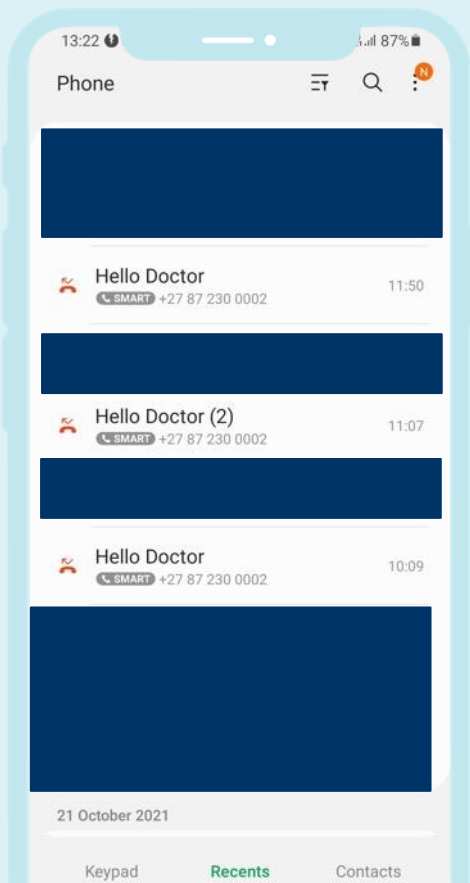 13:22
87%
Phone
N
Hello Doctor
SMART +27 87 230 0002
11:50
Hello Doctor (2)
SMART +27 87 230 0002
11:07
Hello Doctor
SMART +27 87 230 0002
10:09
21 October 2021
Keypad Recents Contacts